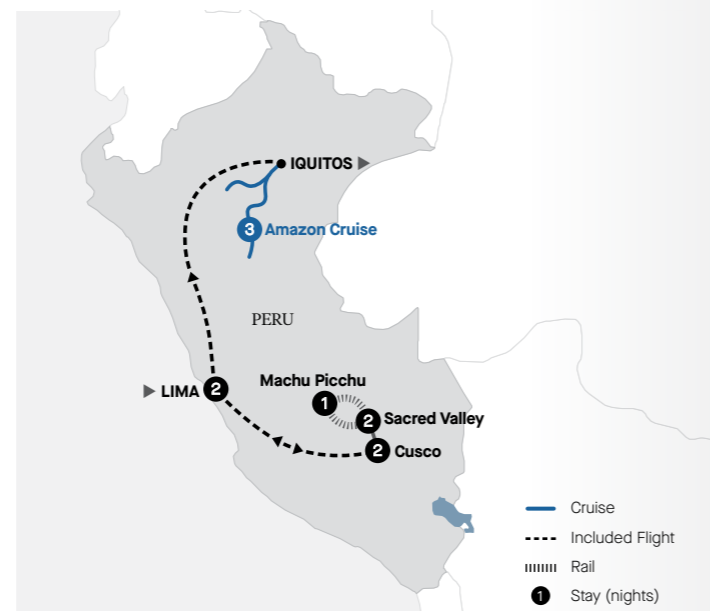 IQUITOS ▶
3 Amazon Cruise
PERU
Machu Picchu
▶ LIMA 2
1
2 Sacred Valley
2 Cusco
Cruise
Included Flight
Rail
1 Stay (nights)